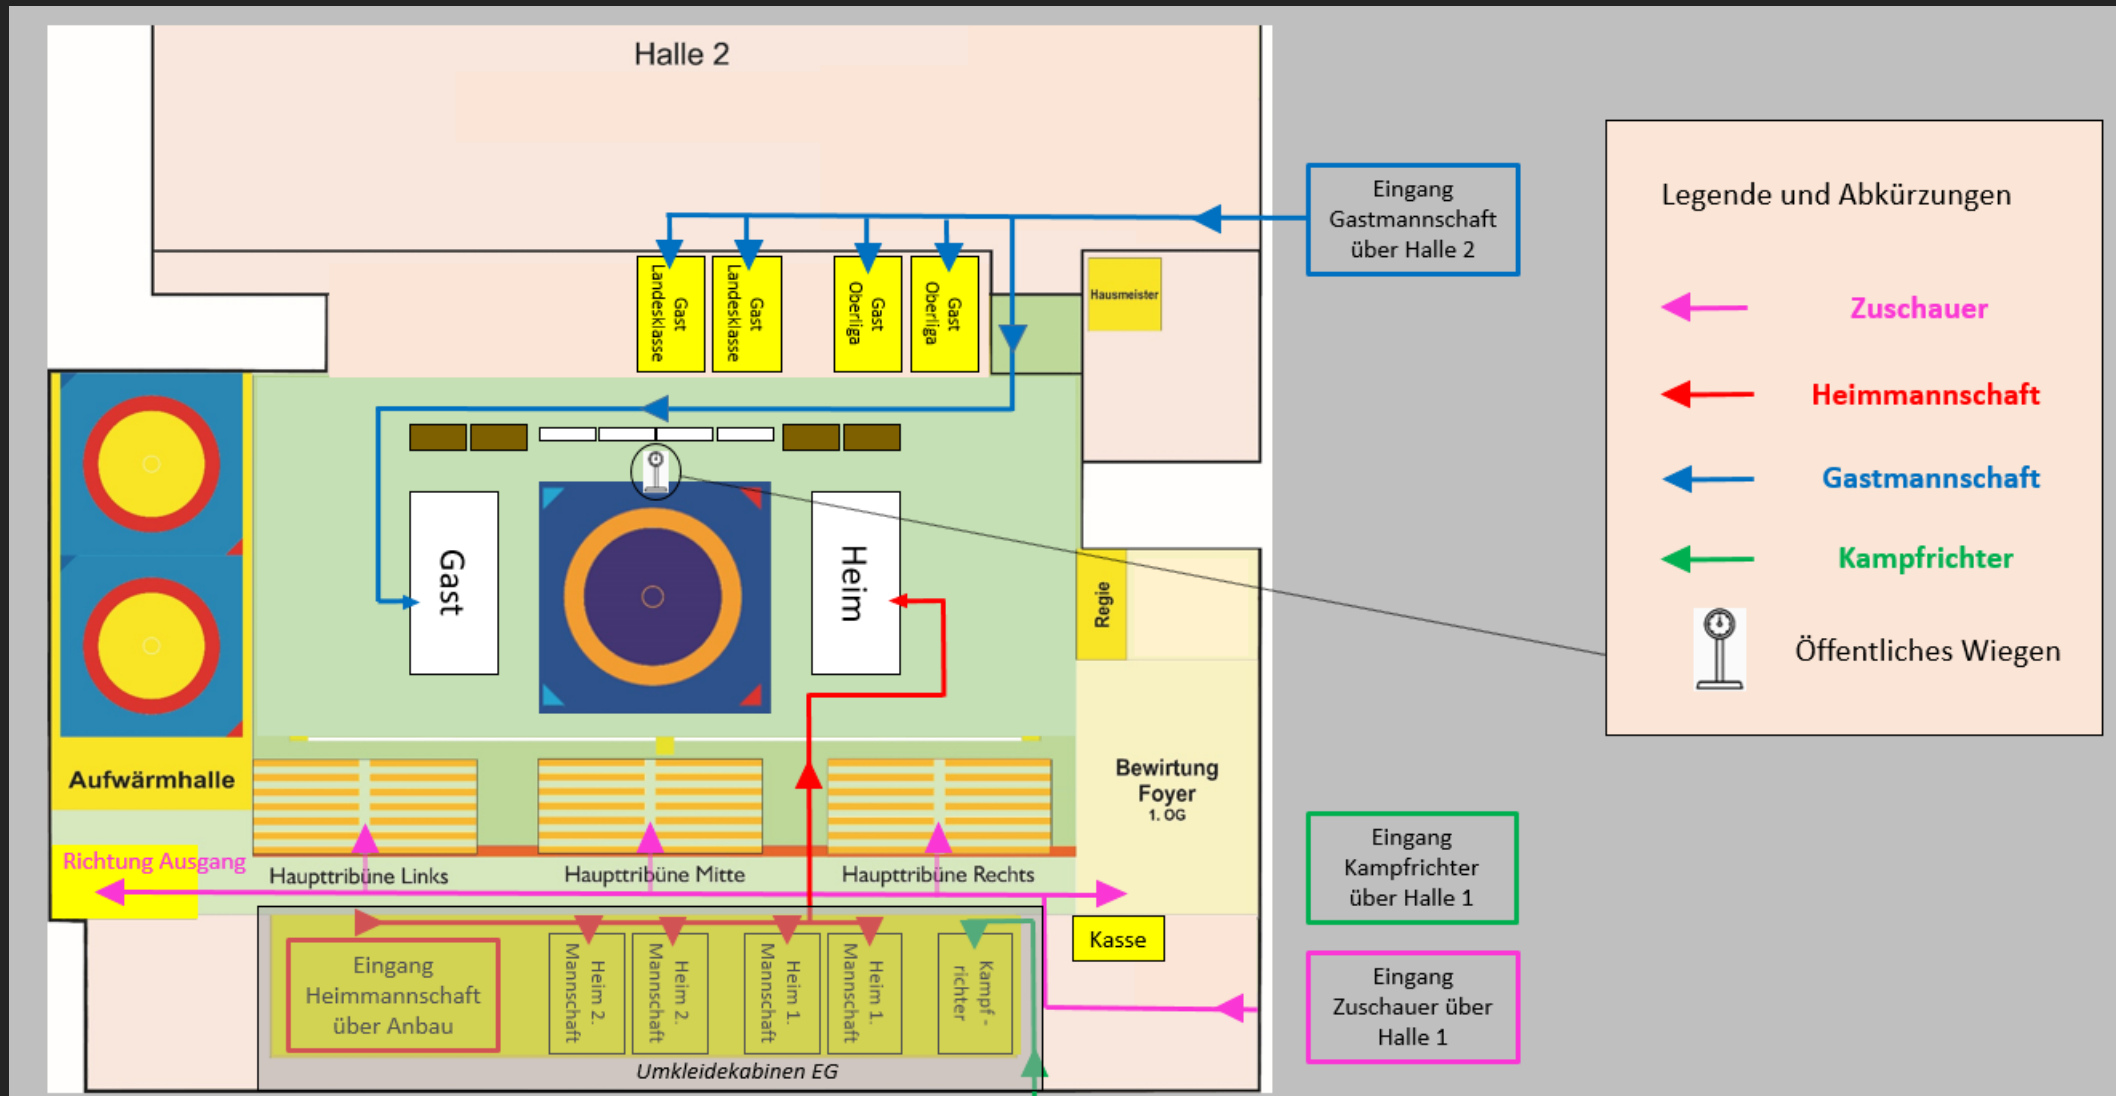 Halle 2
Eingang
Gastmannschaft
über Halle 2
Legende und Abkürzungen
Zuschauer
Heimmannschaft
Gastmannschaft
Kampfrichter
Öffentliches Wiegen
Gast
Landesklasse
Gast
Landesklasse
Gast
Oberliga
Gast
Oberliga
Hausmeister
Gast
Heim
Regie
Aufwärmhalle
Bewirtung
Foyer
1. OG
Richtung Ausgang
Haupttribüne Links
Haupttribüne Mitte
Haupttribüne Rechts
Eingang
Kampfrichter
über Halle 1
Kasse
Eingang
Heimmannschaft
über Anbau
Heim 2.
Mannschaft
Heim 2.
Mannschaft
Heim 1.
Mannschaft
Heim 1.
Mannschaft
Kampf -
richter
Eingang
Zuschauer über
Halle 1
Umkleidekabinen EG